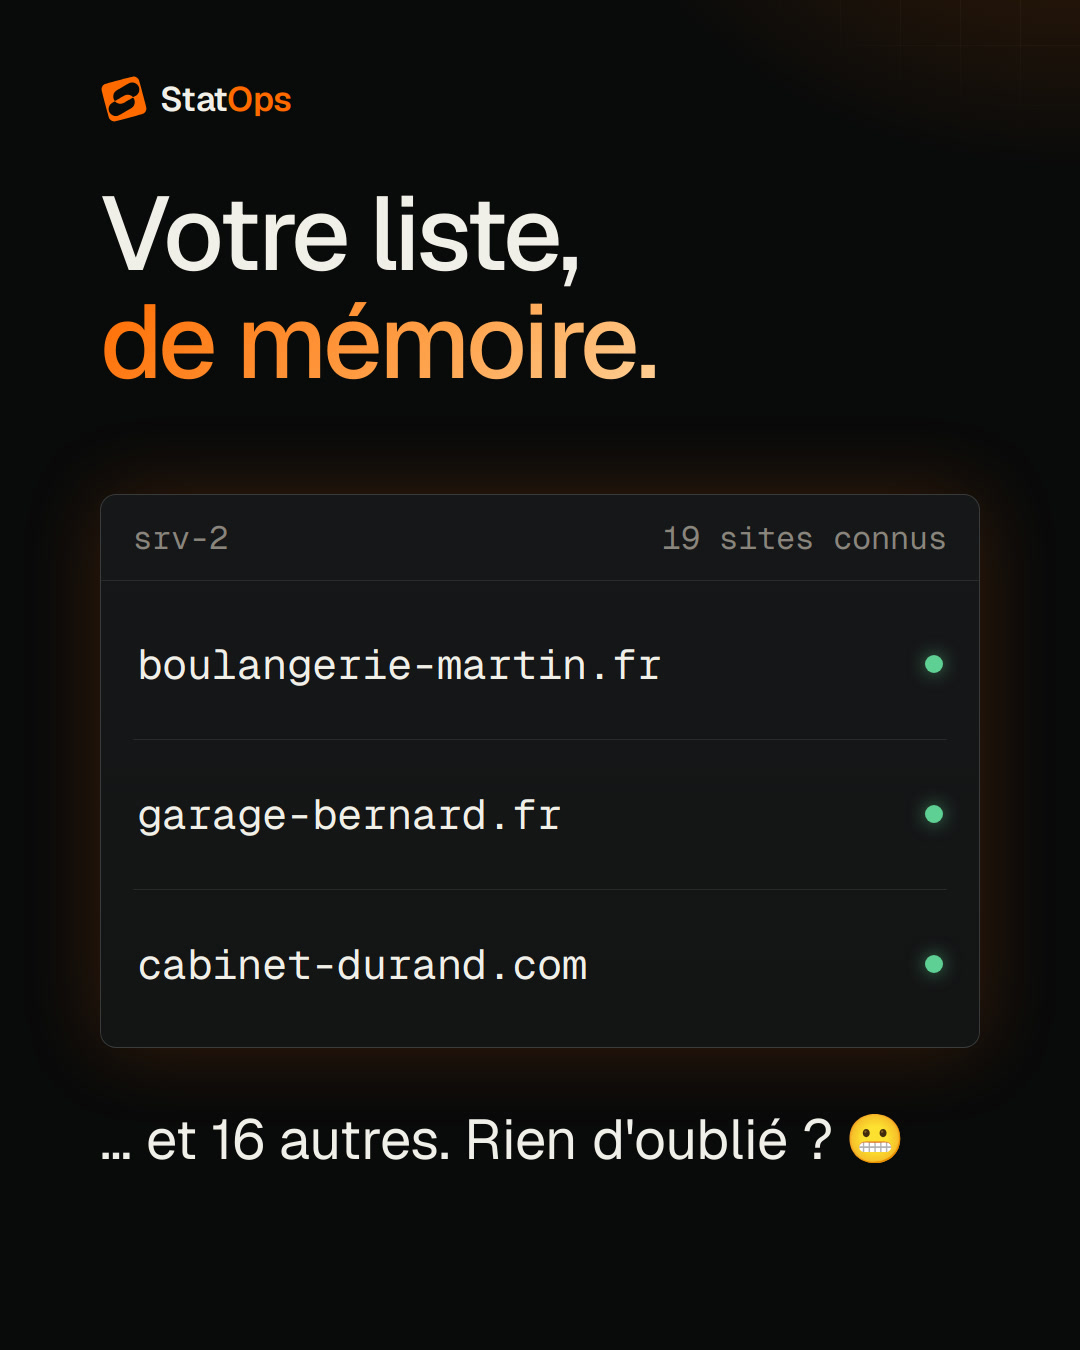 StatOps
Votre liste,
de mémoire.
srv-2 19 sites connus
boulangerie-martin.fr
garage-bernard.fr
cabinet-durand.com
... et 16 autres. Rien d'oublié ? 😬